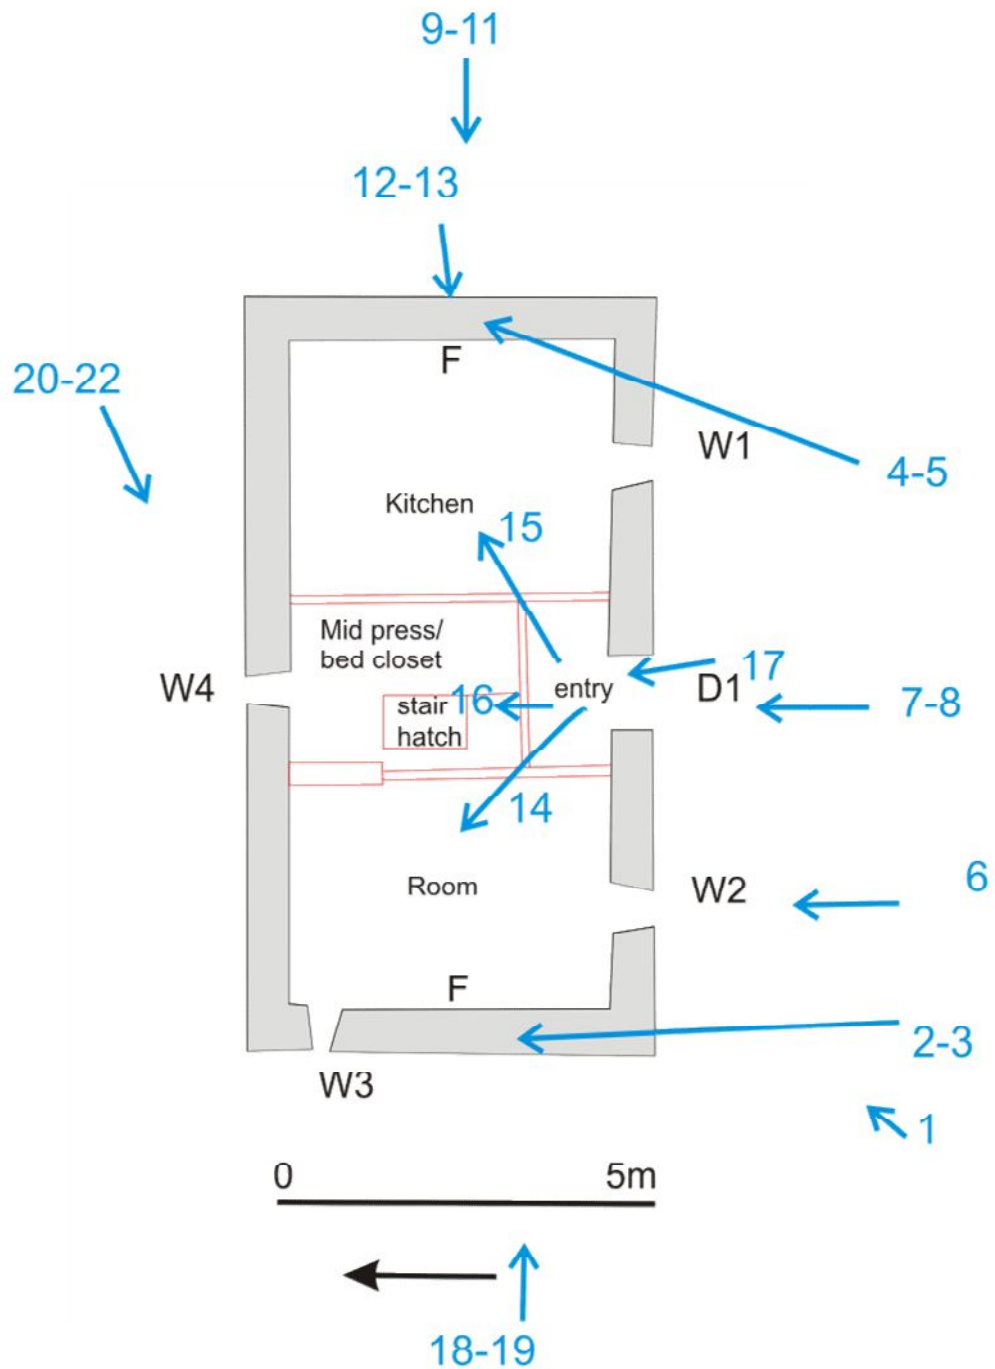 9-11
12-13
F
20-22
W1
4-5
Kitchen
15
Mid press/
bed closet
W4
16
stair
hatch
entry
17
D1
7-8
14
Room
W2
6
F
2-3
W3
1
0
5m
18-19